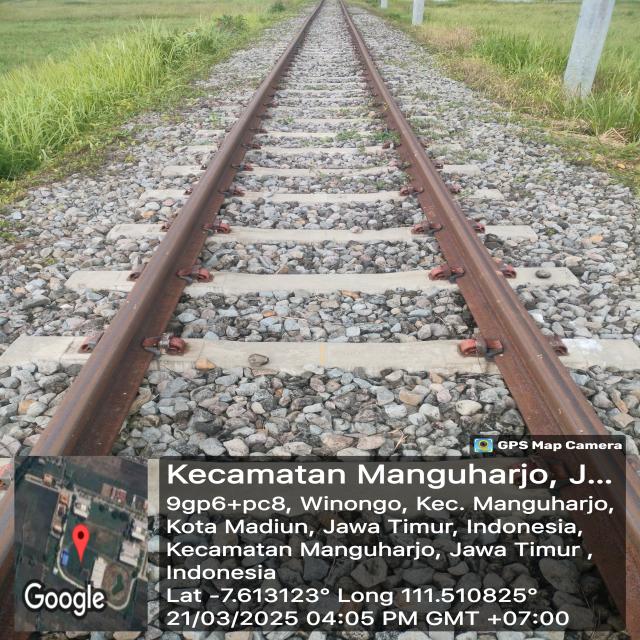 GPS Map Camera
Kecamatan Manguharjo, J...
9gp6+pc8, Winongo, Kec. Manguharjo,
Kota Madiun, Jawa Timur, Indonesia,
Kecamatan Manguharjo, Jawa Timur ,
Indonesia
Lat -7.613123° Long 111.510825°
21/03/2025 04:05 PM GMT +07:00
Google